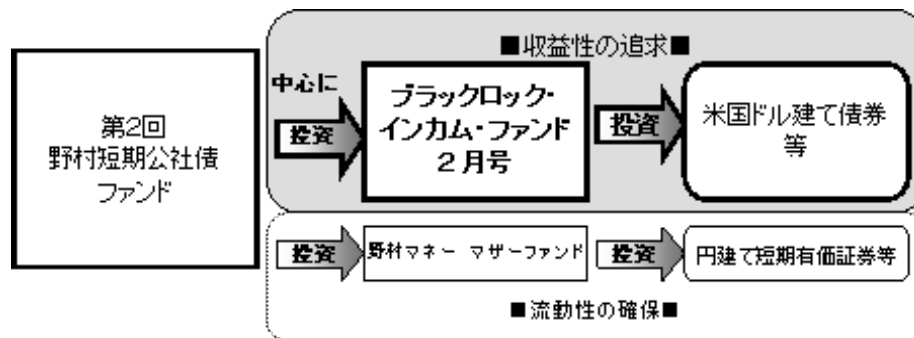 第2回
野村短期公社債
ファンド
■収益性の追求■
中心に
投資
ブラックロック・
インカム・ファンド
2月号
投資
米国ドル建て債券
等
投資
野村マネー マザーファンド
投資
円建て短期有価証券等
■流動性の確保■